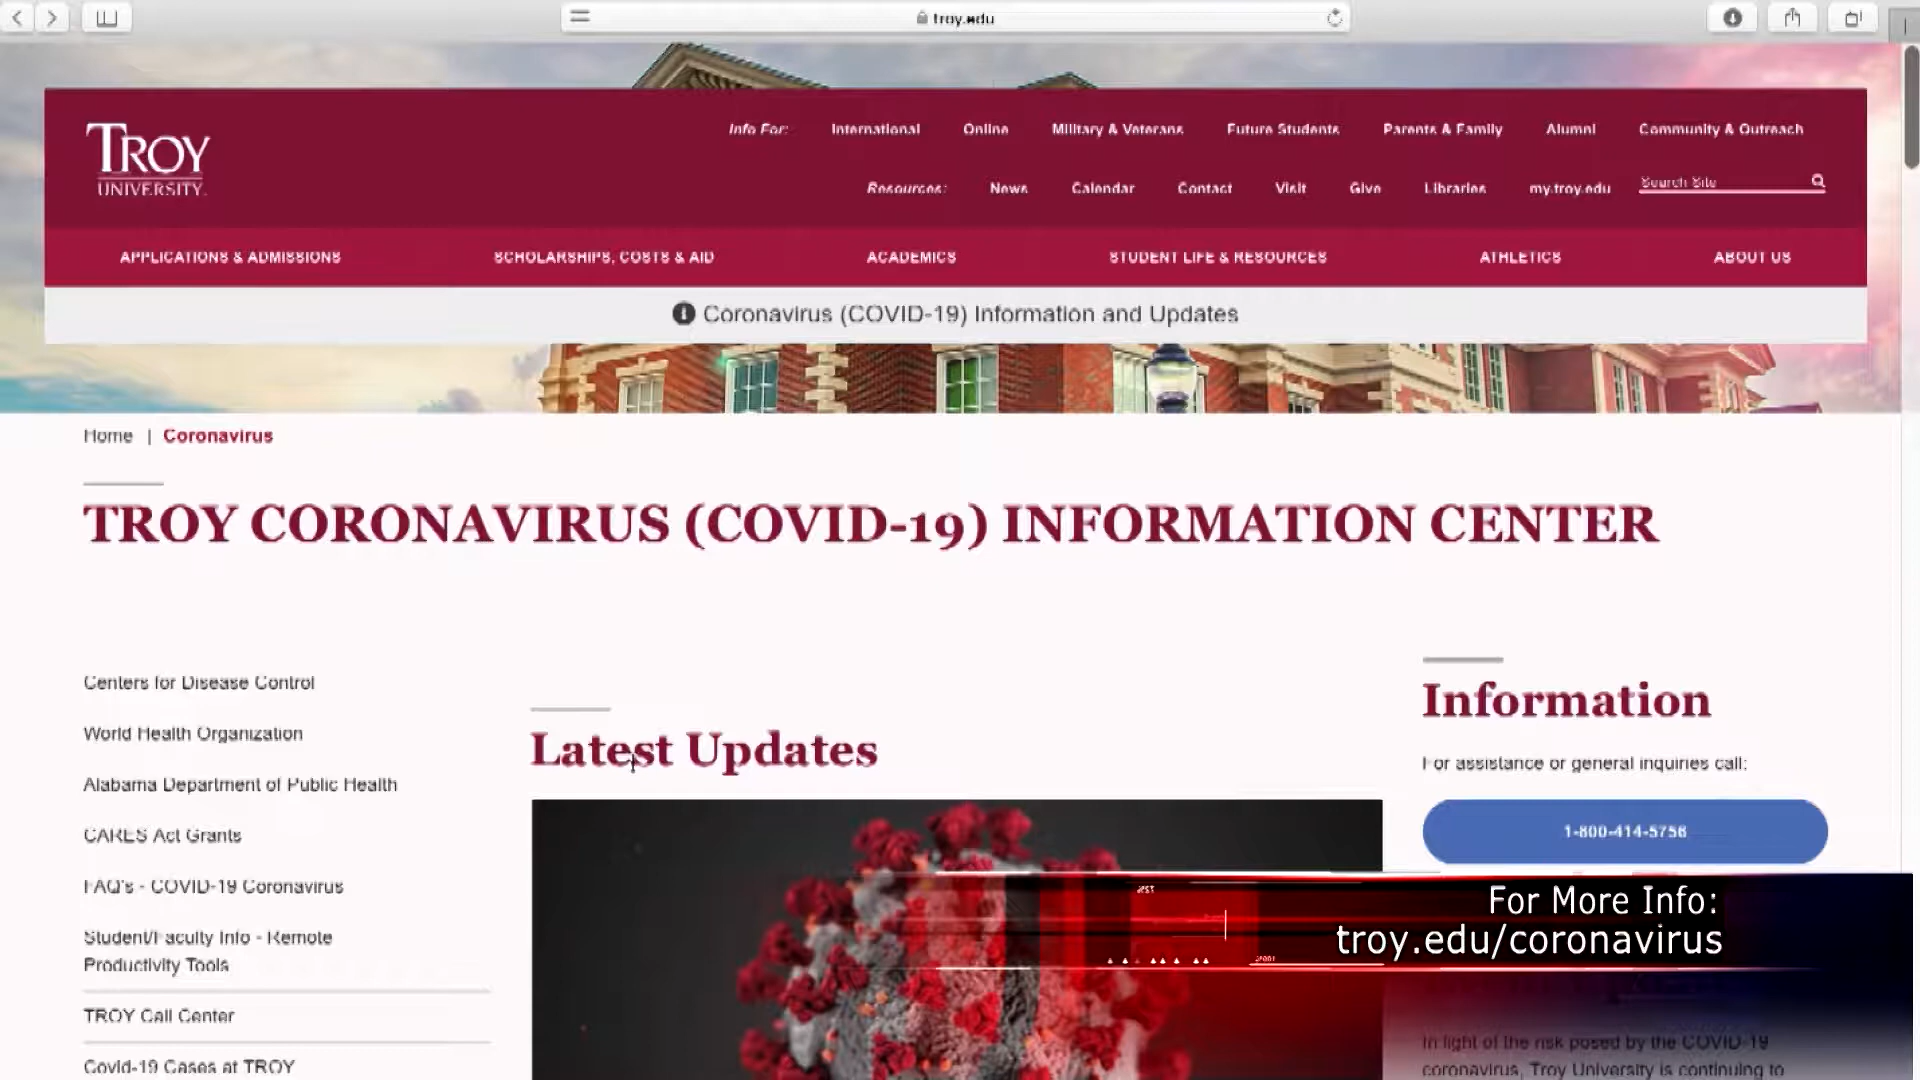 troy.edu
TROY
UNIVERSITY
Info For:
International
Online
Military & Veterans
Future Students
Parents & Family
Alumni
Community & Outreach
Resources:
News
Calendar
Contact
Visit
Give
Libraries
my.troy.edu
Search Site
APPLICATIONS & ADMISSIONS
SCHOLARSHIPS, COSTS & AID
ACADEMICS
STUDENT LIFE & RESOURCES
ATHLETICS
ABOUT US
Coronavirus (COVID-19) Information and Updates
Home | Coronavirus
TROY CORONAVIRUS (COVID-19) INFORMATION CENTER
Centers for Disease Control
World Health Organization
Alabama Department of Public Health
CARES Act Grants
FAQ's - COVID-19 Coronavirus
Student/Faculty Info - Remote
Productivity Tools
TROY Call Center
Covid-19 Cases at TROY
Latest Updates
Information
For assistance or general inquiries call:
1-800-414-5756
For More Info:
troy.edu/coronavirus
In light of the risk posed by the COVID-19
coronavirus, Troy University is continuing to